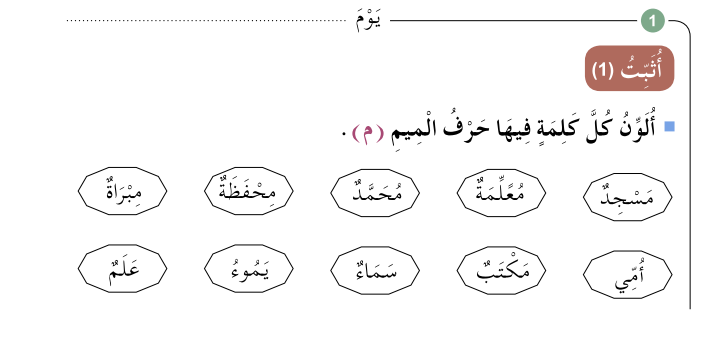 1 يَوْمَ
أُثَبِّتُ (1)
أُلَوِّنُ كُلَّ كَلِمَةٍ فِيهَا حَرْفُ الْمِيمِ (م).
مَسْجِدٌ مُعًلِّمَةٌ مُحَمَّدٌ مِحْفَظَةٌ مِبْرَاةٌ
أُمِّي مَكْتَبٌ سَمَاءٌ يَمُوءُ عَلَمٌ